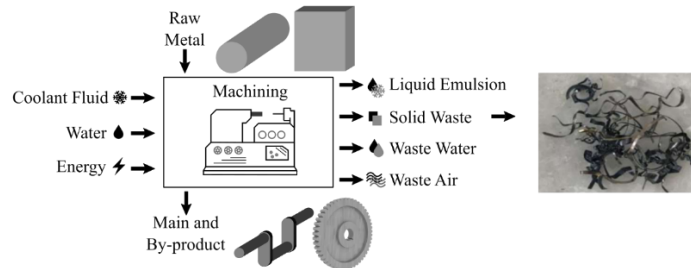 Raw
Metal
Machining
Coolant Fluid
Water
Energy
Liquid Emulsion
Solid Waste
Waste Water
Waste Air
Main and
By-product